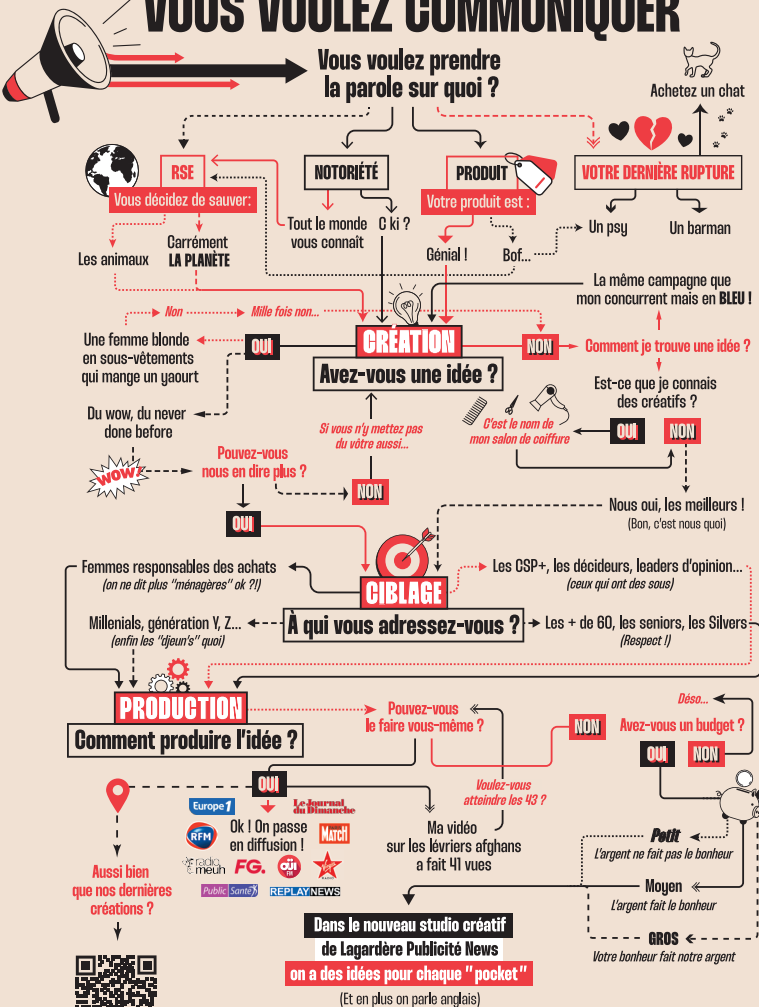 VOUS VOULEZ COMMUNIQUER
Vous voulez prendre
la parole sur quoi ?
Achetez un chat
RSE
Vous décidez de sauver:
NOTORIÉTÉ
PRODUIT
Votre produit est :
VOTRE DERNIÈRE RUPTURE
Les animaux
Carrément
LA PLANÈTE
Tout le monde
vous connaît
C ki ?
Génial !
Bof...
Un psy
Un barman
La même campagne que
mon concurrent mais en BLEU !
Non
Mille fois non...
Une femme blonde
en sous-vêtements
qui mange un yaourt
OUI
CRÉATION
Avez-vous une idée ?
NON
Comment je trouve une idée ?
Est-ce que je connais
des créatifs ?
Du wow, du never
done before
Si vous n'y mettez pas
du vôtre aussi...
C'est le nom de
mon salon de coiffure
OUI
NON
WOW!
Pouvez-vous
nous en dire plus ?
NON
OUI
Nous oui, les meilleurs !
(Bon, c'est nous quoi)
Femmes responsables des achats
(on ne dit plus "ménagères" ok ?!)
CIBLAGE
À qui vous adressez-vous ?
Les CSP+, les décideurs, leaders d'opinion...
(ceux qui ont des sous)
Millenials, génération Y, Z...
(enfin les "djeun's" quoi)
Les + de 60, les seniors, les Silvers
(Respect !)
PRODUCTION
Comment produire l'idée ?
Pouvez-vous
le faire vous-même ?
NON
Déso...
Avez-vous un budget ?
OUI
NON
OUI
Voulez-vous
atteindre les 43 ?
Europe 1
Le Journal
du Dimanche
RFM
Ok ! On passe
en diffusion !
MATCH
radio
meuh
FG.
OÜI
FM
Virgin
RADIO
Public Santé
REPLAY NEWS
Ma vidéo
sur les lévriers afghans
a fait 41 vues
Petit
L'argent ne fait pas le bonheur
Moyen
L'argent fait le bonheur
GROS
Votre bonheur fait notre argent
Aussi bien
que nos dernières
créations ?
Dans le nouveau studio créatif
de Lagardère Publicité News
on a des idées pour chaque "pocket"
(Et en plus on parle anglais)